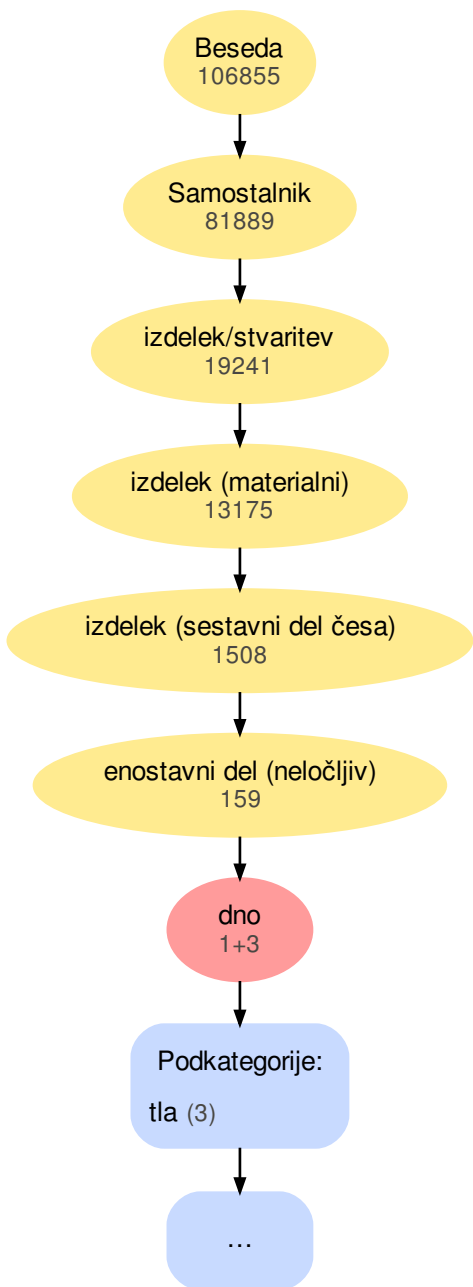 Beseda
106855
Samostalnik
81889
izdelek/stvaritev
19241
izdelek (materialni)
13175
izdelek (sestavni del česa)
1508
enostavni del (neločljiv)
159
dno
1+3
Podkategorije:
tla (3)
...